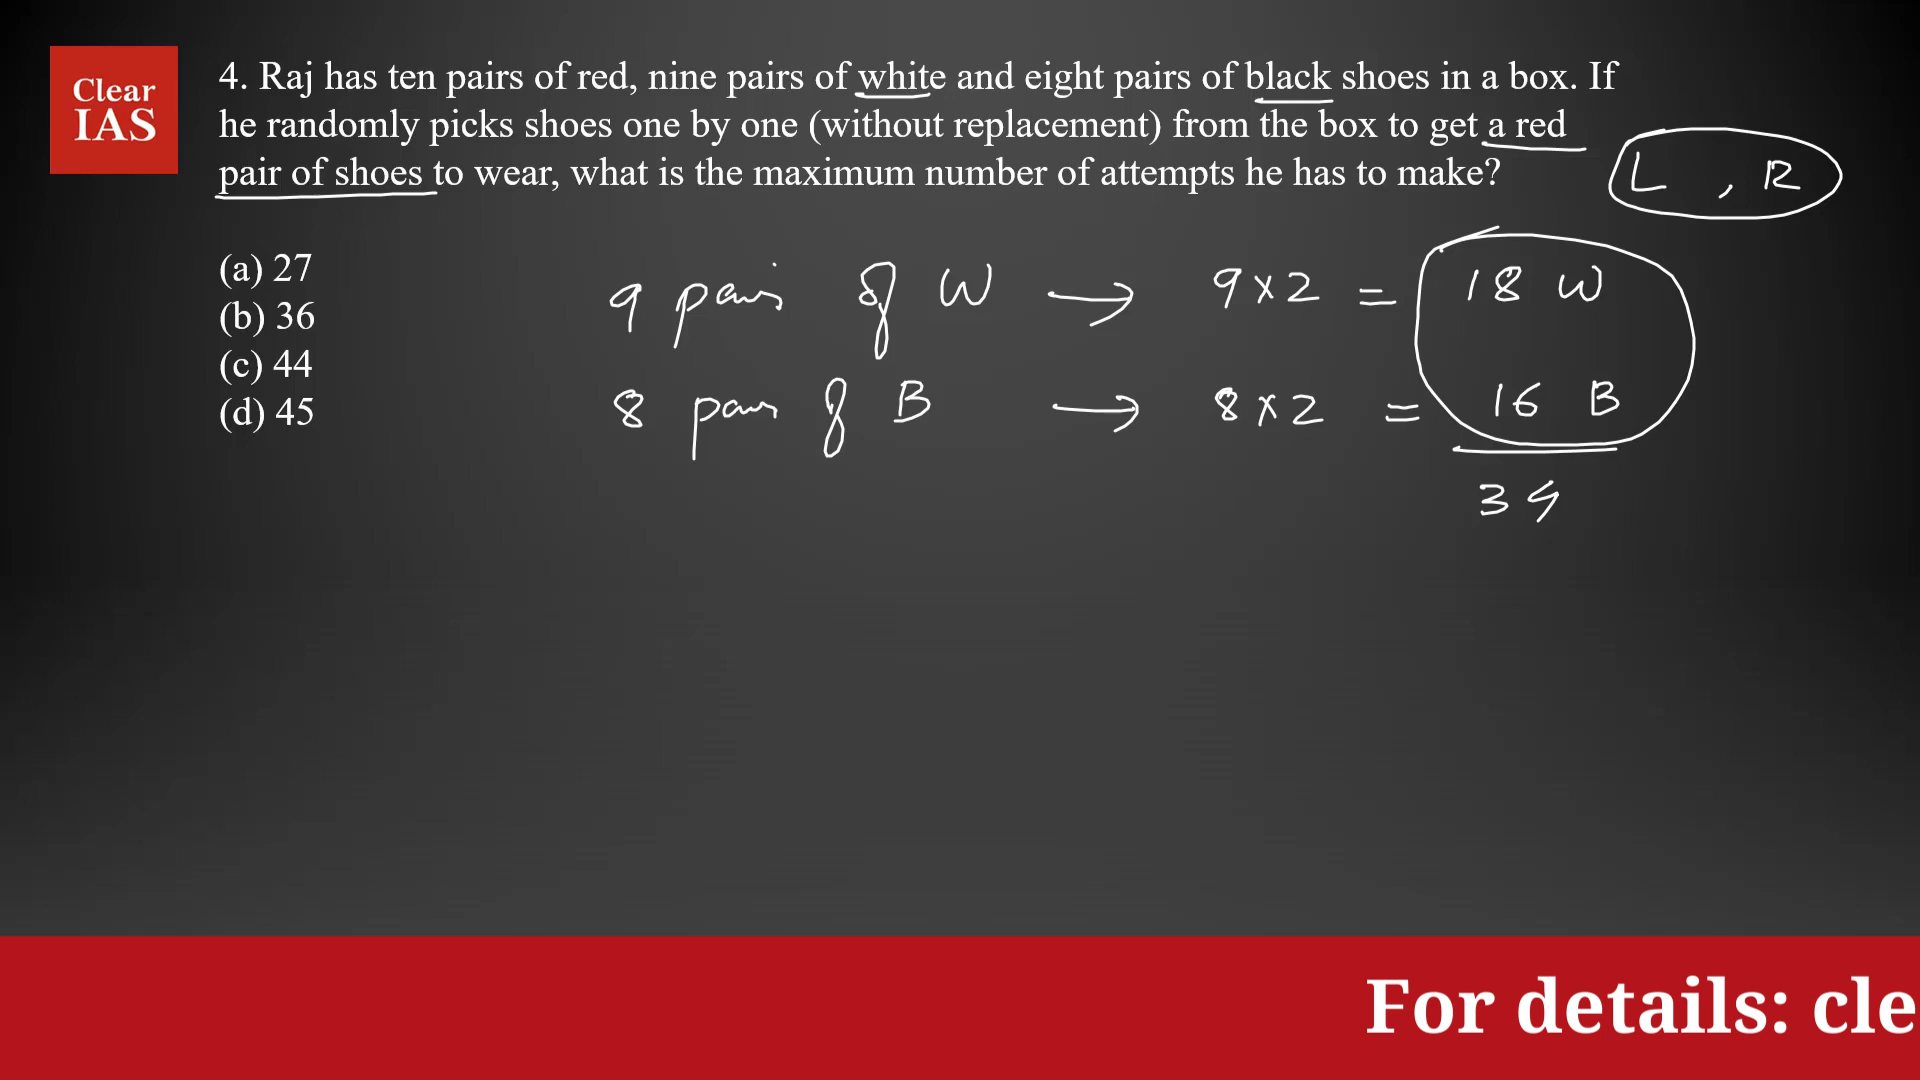 Clear
IAS
4. Raj has ten pairs of red, nine pairs of white and eight pairs of black shoes in a box. If
he randomly picks shoes one by one (without replacement) from the box to get a red
pair of shoes to wear, what is the maximum number of attempts he has to make?
L , R
(a) 27
(b) 36
(c) 44
(d) 45
9 pairs of W → 9×2 = 18 W
8 pairs of B → 8×2 = 16 B
34
For details: cle